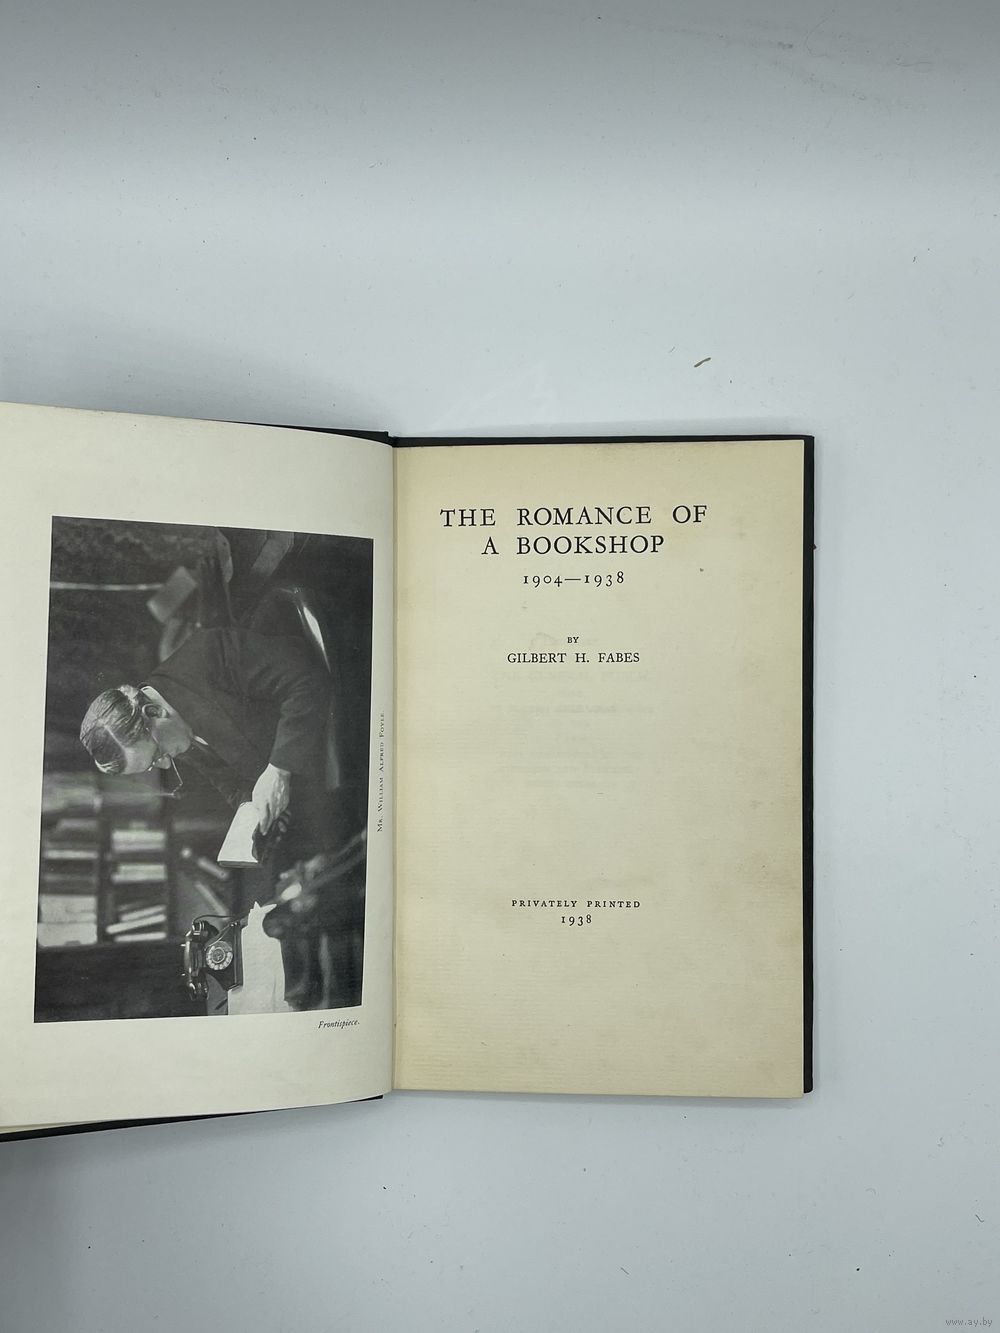 Mr. William Alfred Foyle.
Frontispiece.
THE ROMANCE OF
A BOOKSHOP
1904—1938
BY
GILBERT H. FABES
PRIVATELY PRINTED
1938
www.ay.by